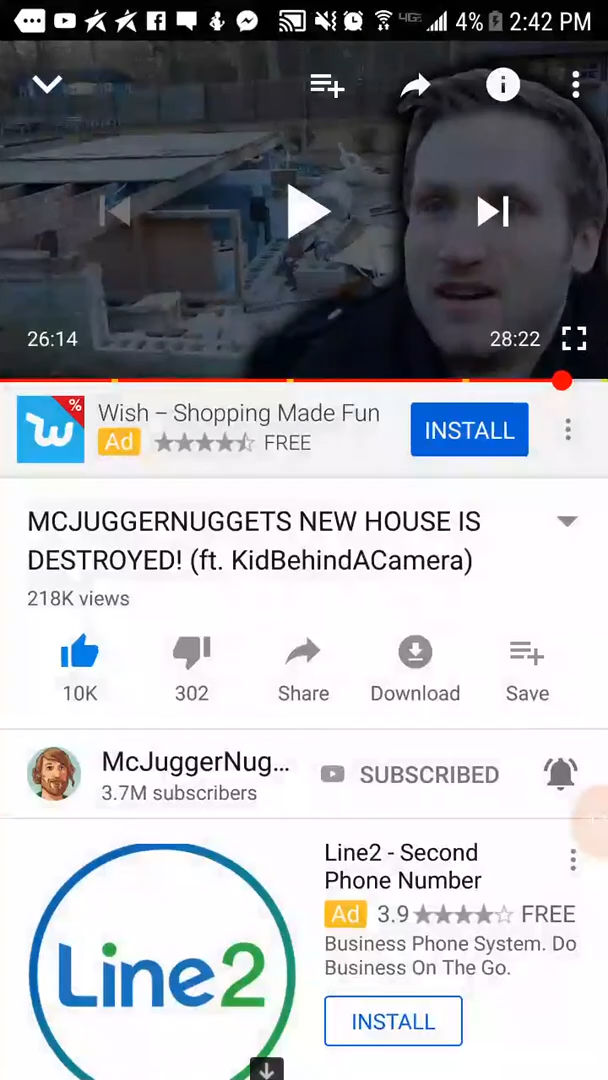 4G LTE 4% 2:42 PM
26:14 28:22
%
Wish – Shopping Made Fun
Ad FREE
INSTALL
MCJUGGERNUGGETS NEW HOUSE IS
DESTROYED! (ft. KidBehindACamera)
218K views
10K 302 Share Download Save
McJuggerNug...
3.7M subscribers
SUBSCRIBED
Line2 - Second
Phone Number
Ad 3.9 FREE
Business Phone System. Do
Business On The Go.
INSTALL
Line2